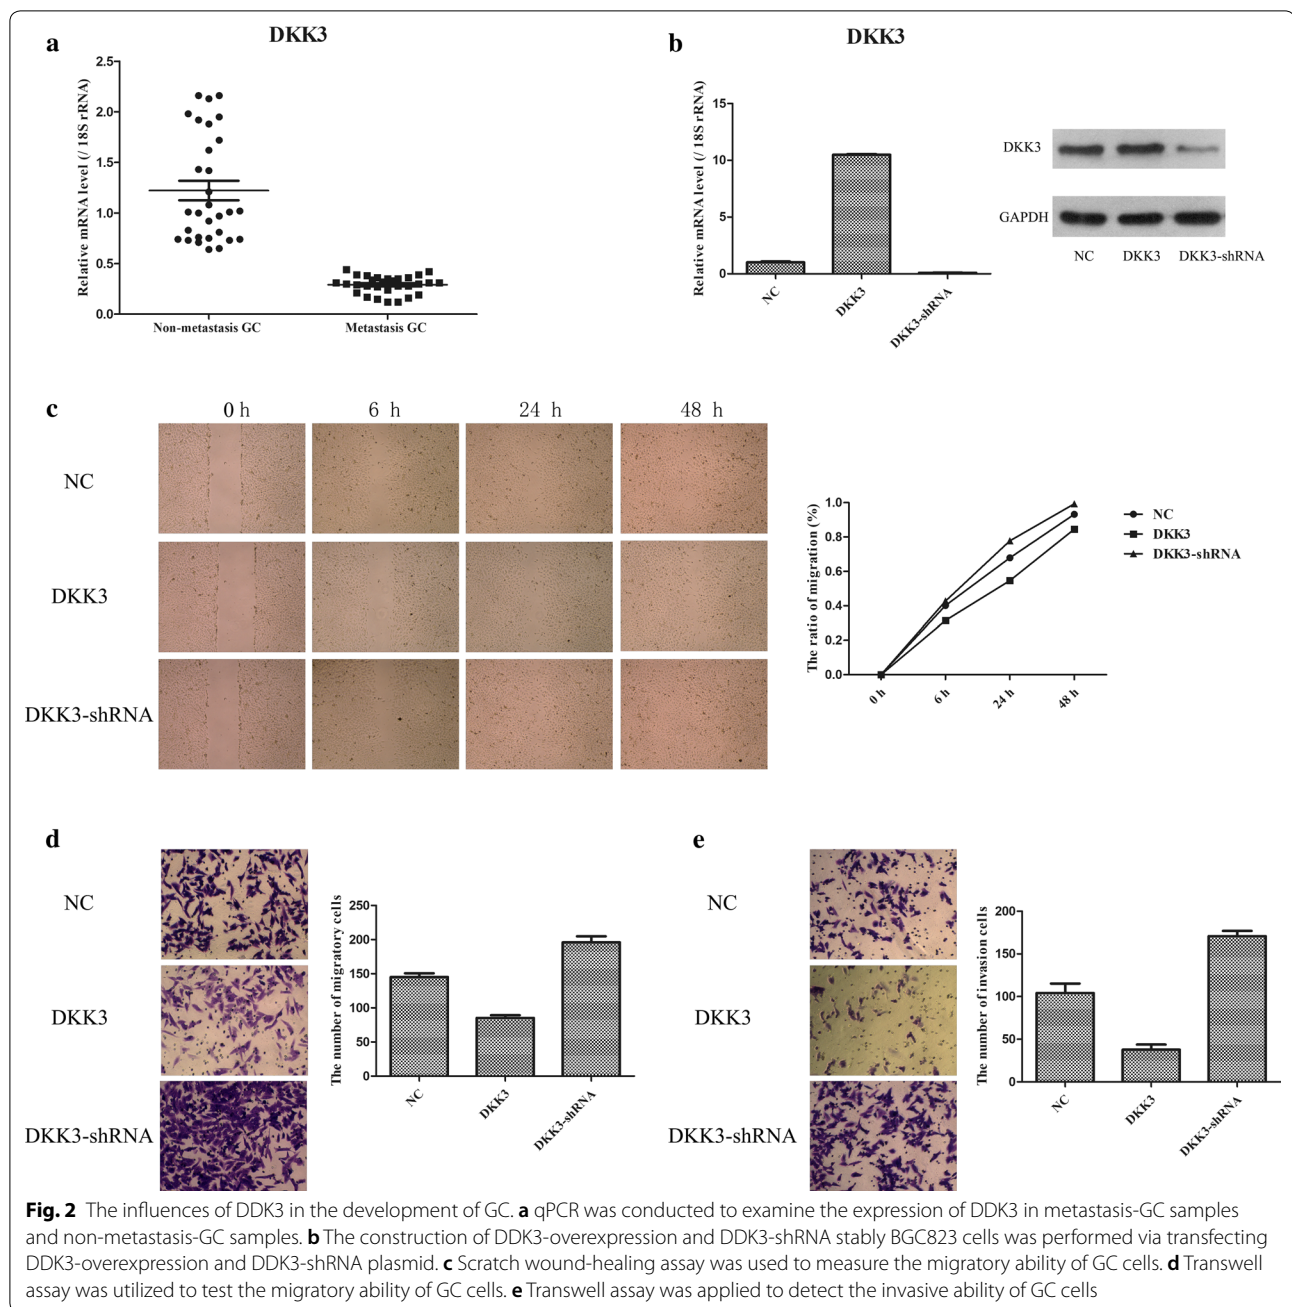 a
DKK3
Relative mRNA level (/ 18S rRNA)
2.5
2.0
1.5
1.0
0.5
0.0
Non-metastasis GC
Metastasis GC
b
DKK3
Relative mRNA level (/ 18S rRNA)
15
10
5
0
NC
DKK3
DKK3-shRNA
DKK3
GAPDH
NC DKK3 DKK3-shRNA
c
0 h 6 h 24 h 48 h
NC
DKK3
DKK3-shRNA
The ratio of migration (%)
1.0
0.8
0.6
0.4
0.2
0.0
0 h
6 h
24 h
48 h
NC
DKK3
DKK3-shRNA
d
NC
DKK3
DKK3-shRNA
The number of migratory cells
250
200
150
100
50
0
NC
DKK3
DKK3-shRNA
e
NC
DKK3
DKK3-shRNA
The number of invasion cells
200
150
100
50
0
NC
DKK3
DKK3-shRNA
Fig. 2 The influences of DDK3 in the development of GC. a qPCR was conducted to examine the expression of DDK3 in metastasis-GC samples
and non-metastasis-GC samples. b The construction of DDK3-overexpression and DDK3-shRNA stably BGC823 cells was performed via transfecting
DDK3-overexpression and DDK3-shRNA plasmid. c Scratch wound-healing assay was used to measure the migratory ability of GC cells. d Transwell
assay was utilized to test the migratory ability of GC cells. e Transwell assay was applied to detect the invasive ability of GC cells